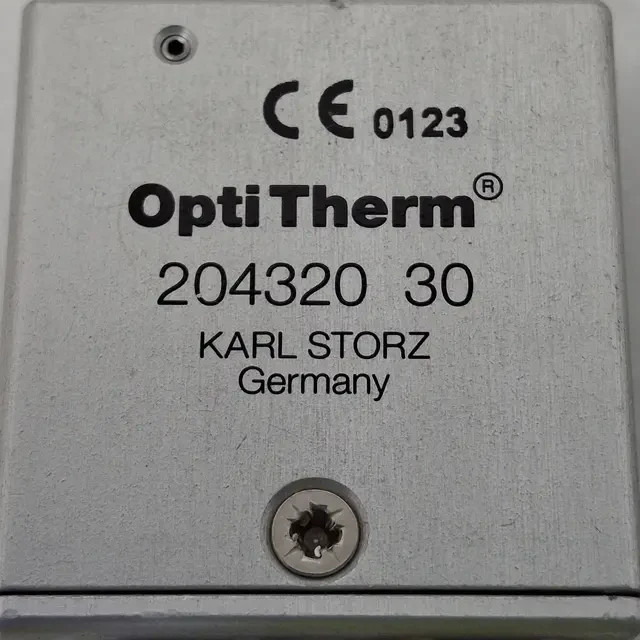 CE 0123
OptiTherm®
204320 30
KARL STORZ
Germany